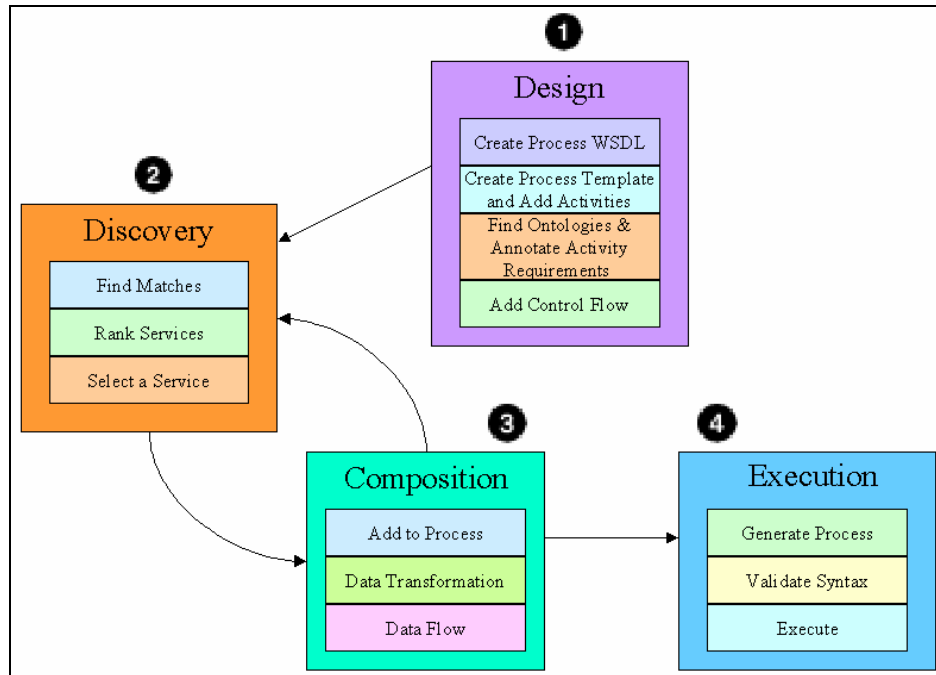 1
Design
Create Process WSDL
Create Process Template
and Add Activities
Find Ontologies &
Annotate Activity
Requirements
Add Control Flow
2
Discovery
Find Matches
Rank Services
Select a Service
3
Composition
Add to Process
Data Transformation
Data Flow
4
Execution
Generate Process
Validate Syntax
Execute